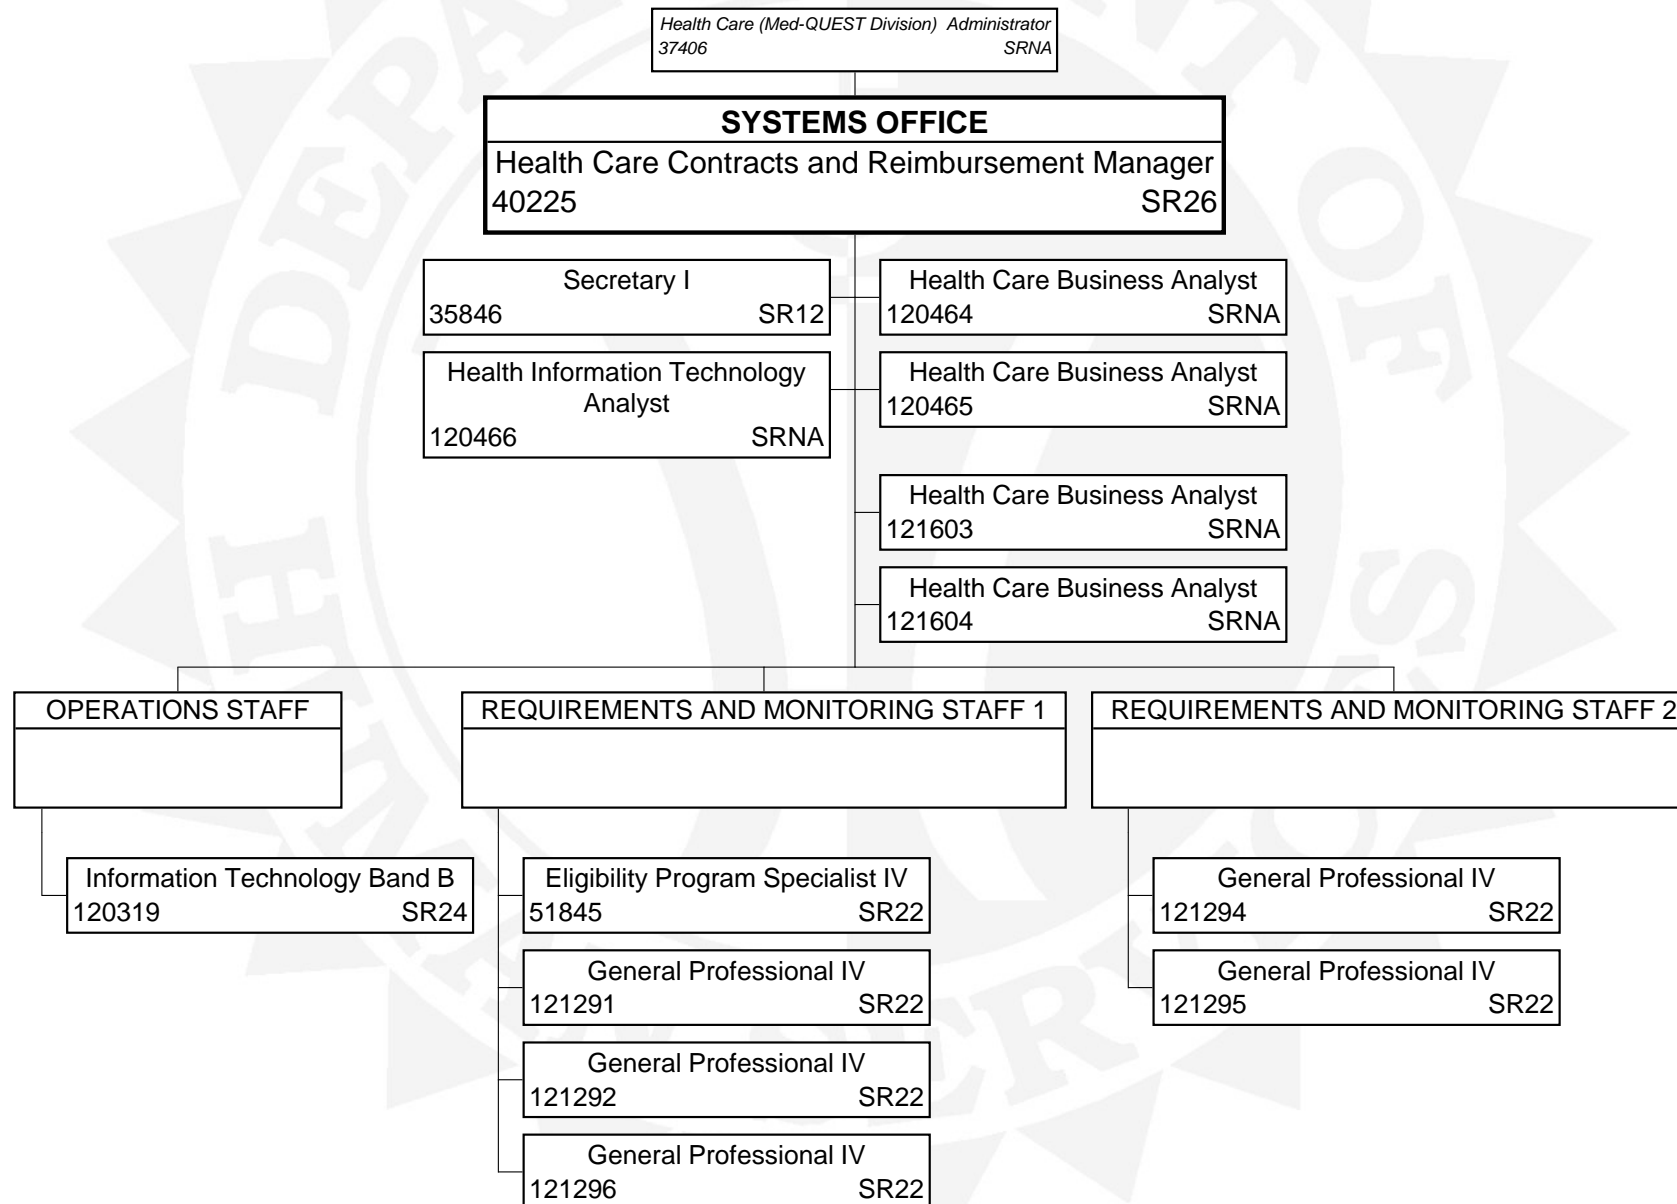 Health Care (Med-QUEST Division) Administrator
37406 SRNA
SYSTEMS OFFICE
Health Care Contracts and Reimbursement Manager
40225 SR26
Secretary I
35846 SR12
Health Care Business Analyst
120464 SRNA
Health Information Technology
Analyst
120466 SRNA
Health Care Business Analyst
120465 SRNA
Health Care Business Analyst
121603 SRNA
Health Care Business Analyst
121604 SRNA
OPERATIONS STAFF
Information Technology Band B
120319 SR24
REQUIREMENTS AND MONITORING STAFF 1
Eligibility Program Specialist IV
51845 SR22
General Professional IV
121291 SR22
General Professional IV
121292 SR22
General Professional IV
121296 SR22
REQUIREMENTS AND MONITORING STAFF 2
General Professional IV
121294 SR22
General Professional IV
121295 SR22